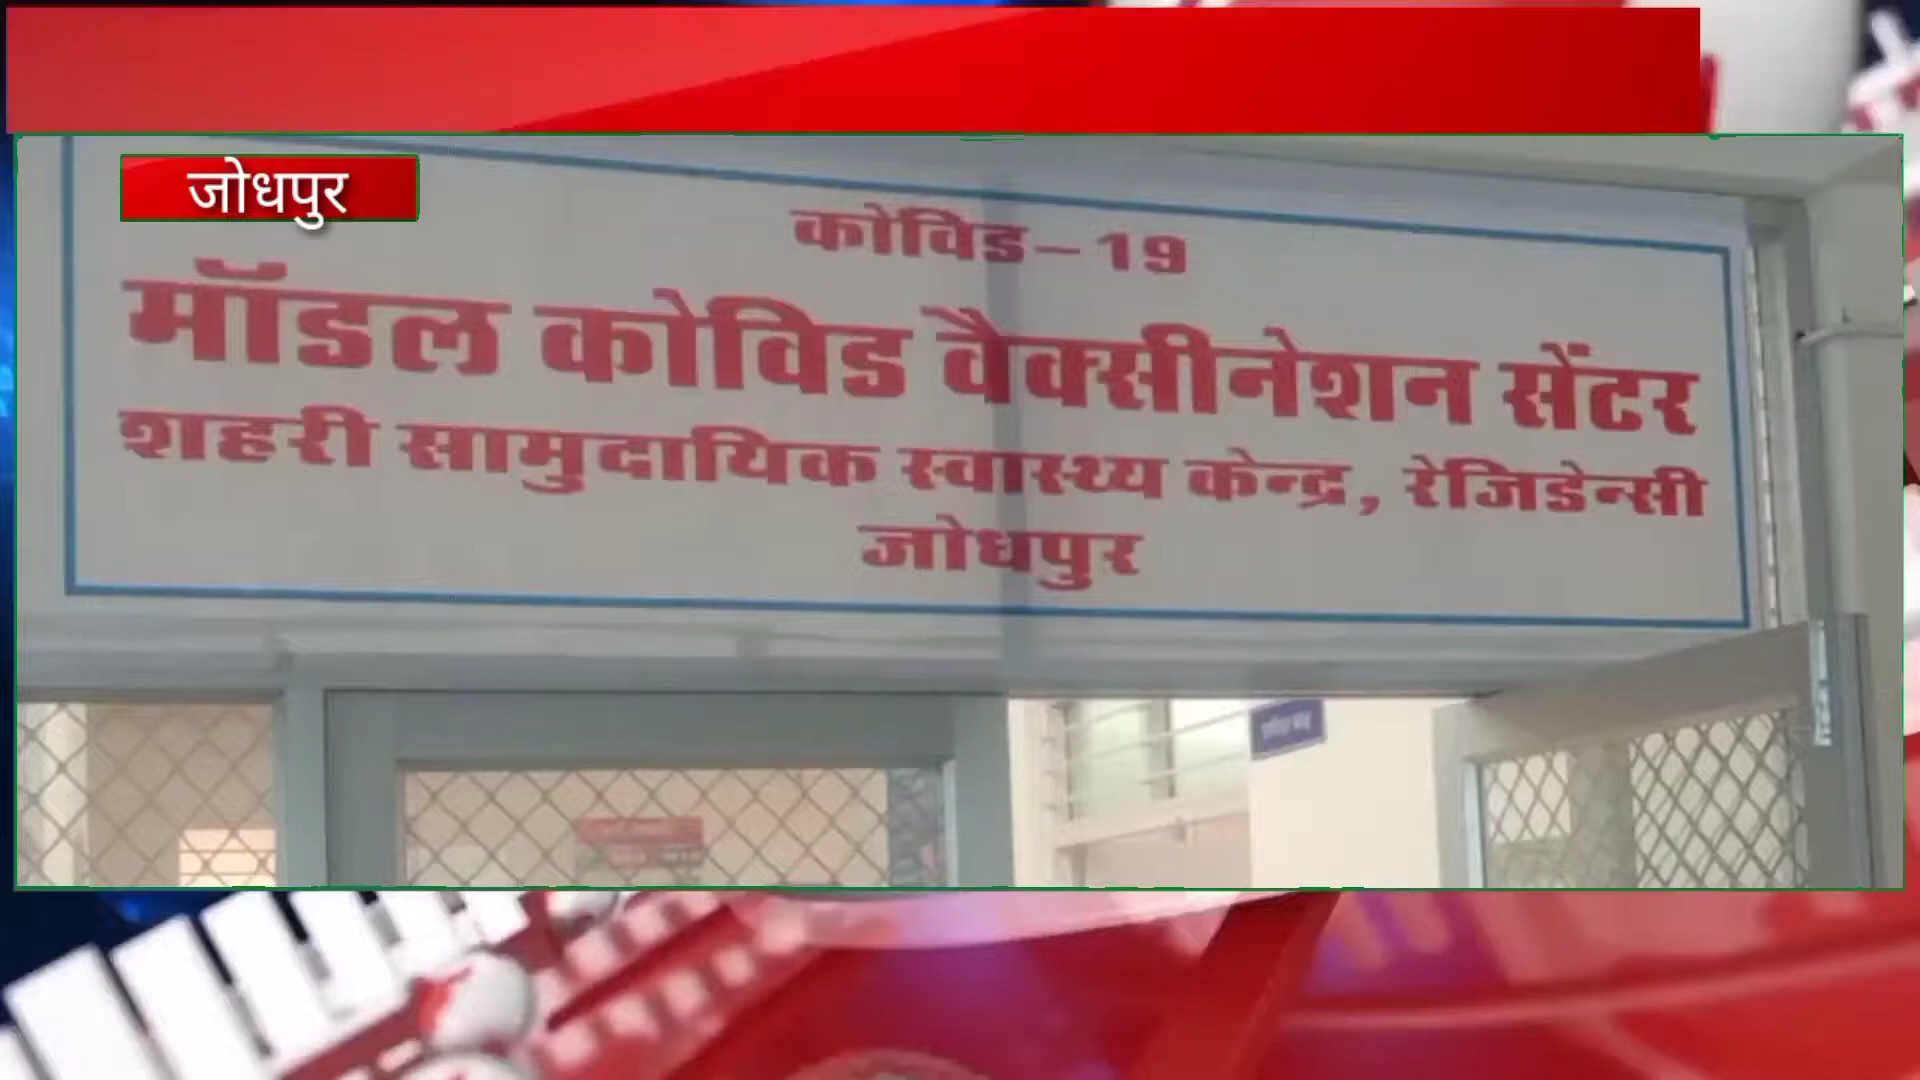 जोधपुर
कोविड-19
मॉडल कोविड वैक्सीनेशन सेंटर
शहरी सामुदायिक स्वास्थ्य केन्द्र, रेजिडेन्सी
जोधपुर